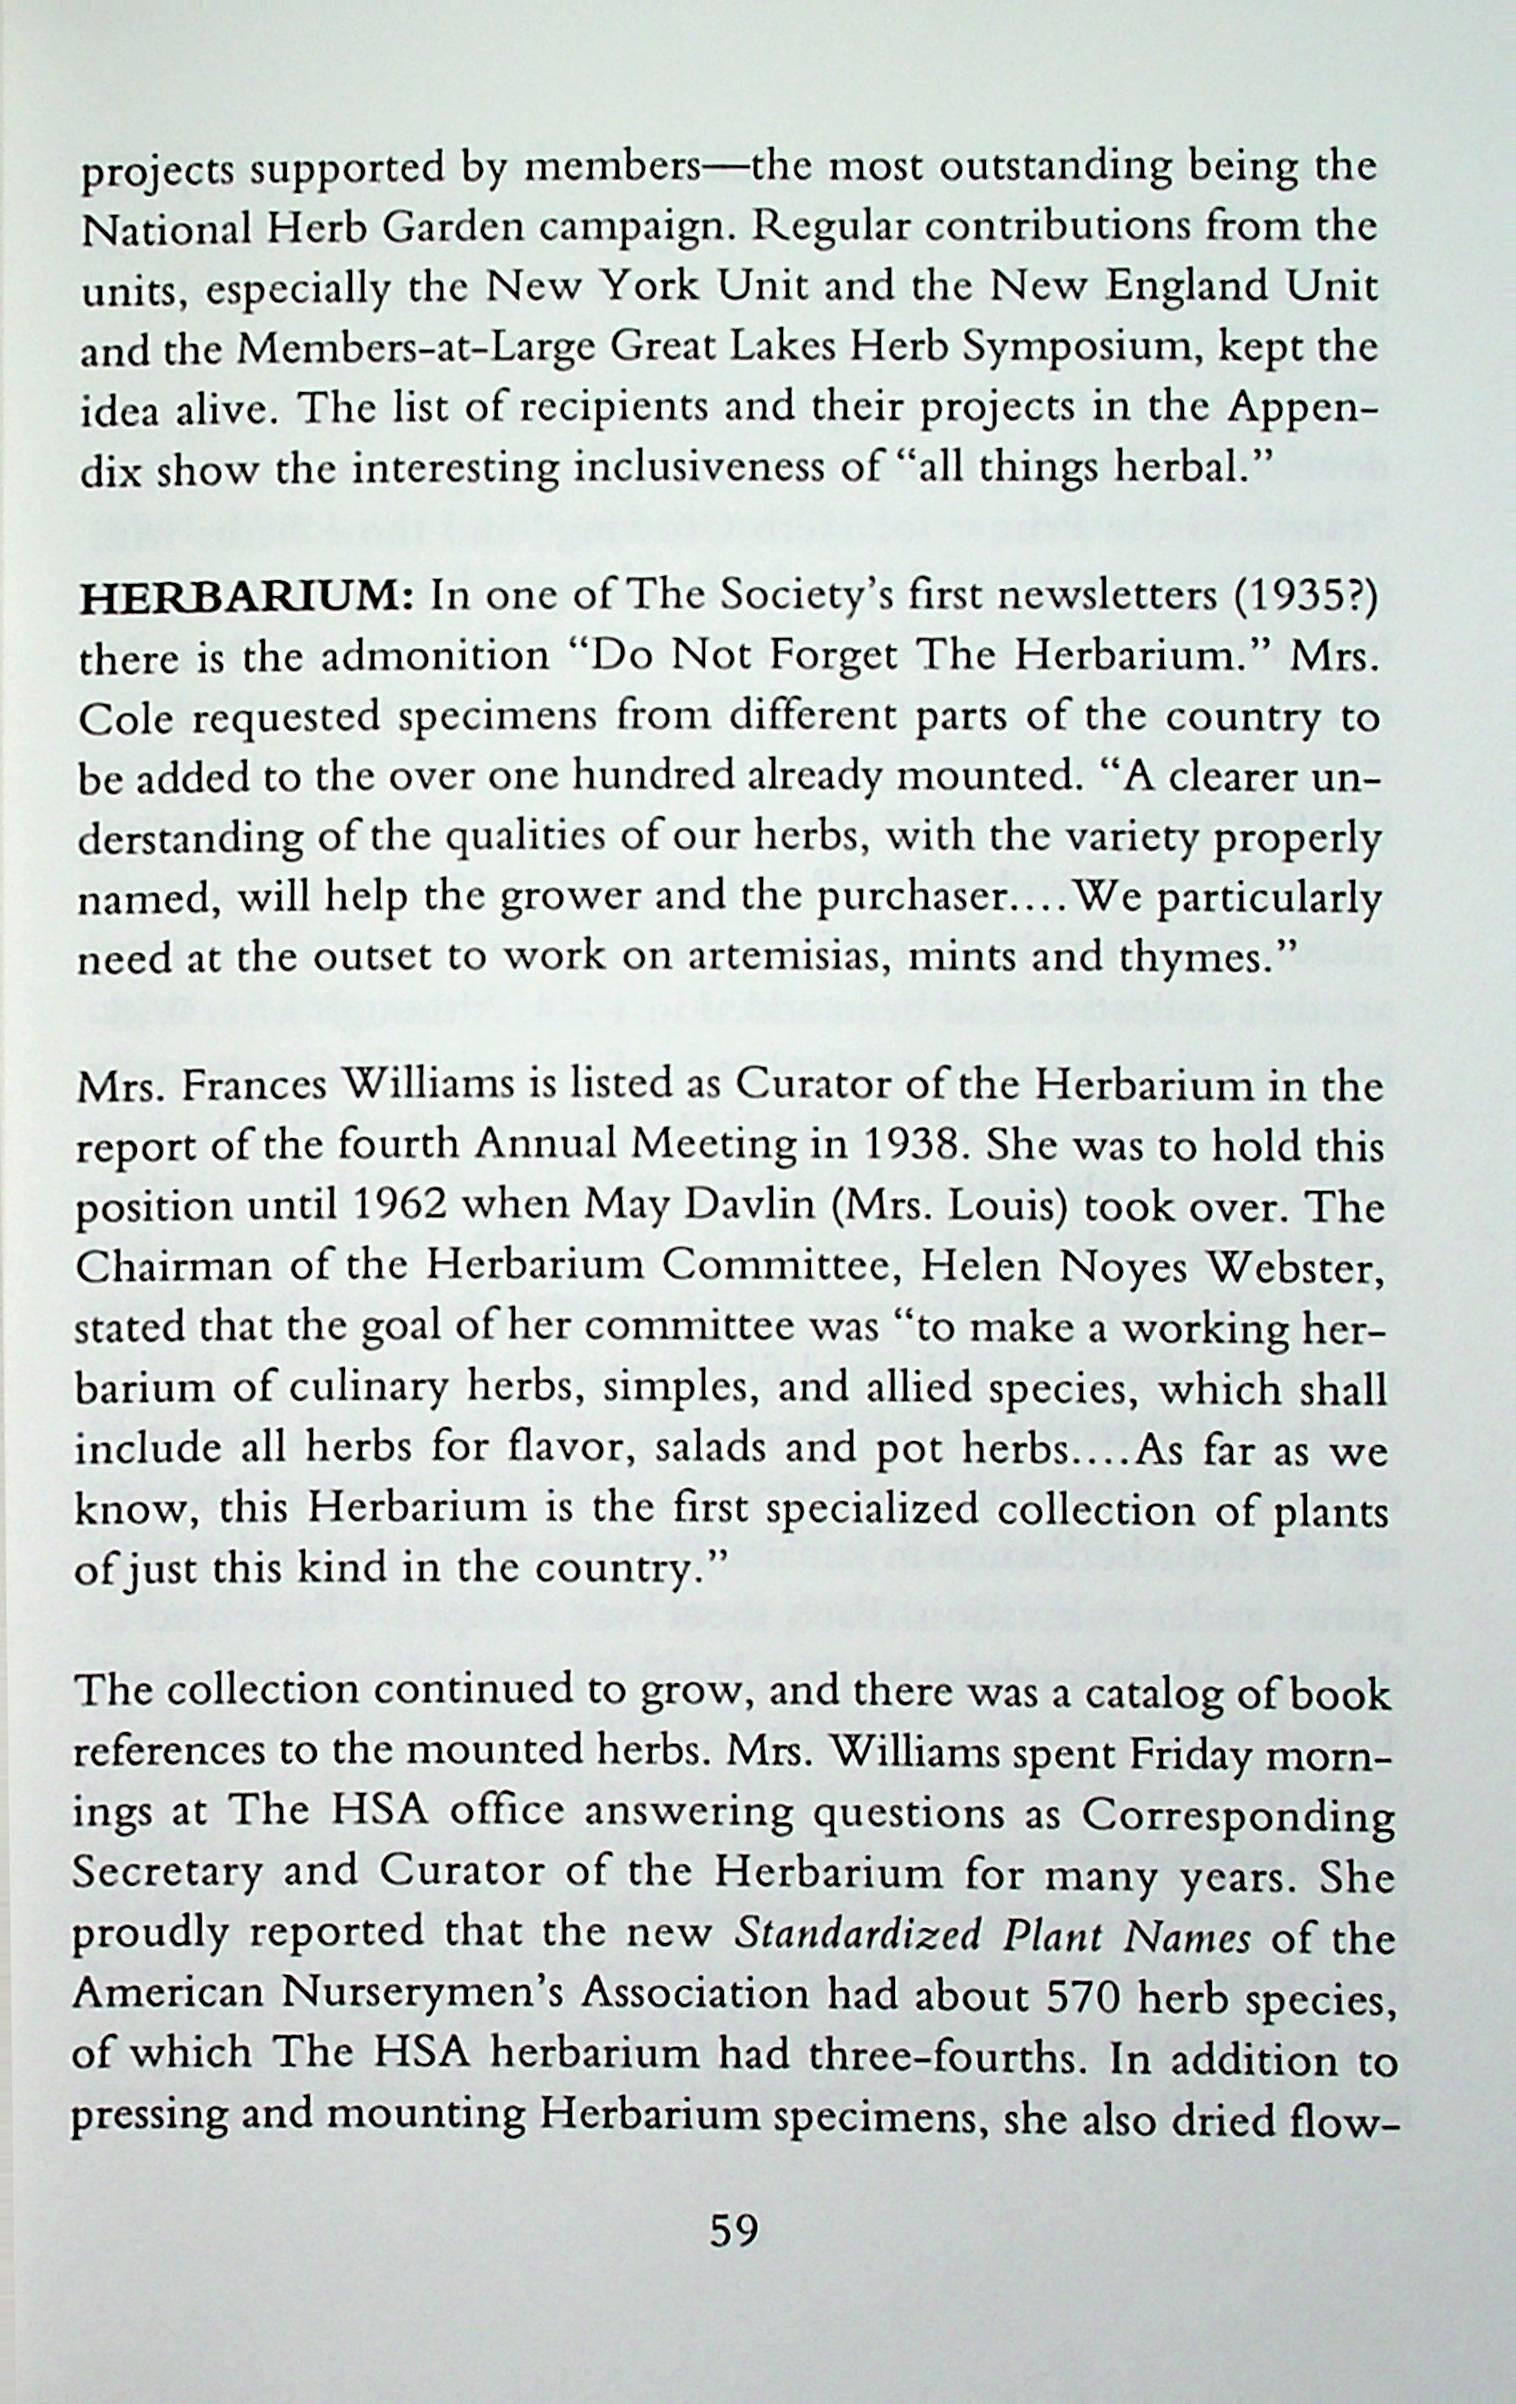 projects supported by members—the most outstanding being the
National Herb Garden campaign. Regular contributions from the
units, especially the New York Unit and the New England Unit
and the Members-at-Large Great Lakes Herb Symposium, kept the
idea alive. The list of recipients and their projects in the Appen-
dix show the interesting inclusiveness of “all things herbal.”
HERBARIUM: In one of The Society’s first newsletters (1935?)
there is the admonition “Do Not Forget The Herbarium.” Mrs.
Cole requested specimens from different parts of the country to
be added to the over one hundred already mounted. “A clearer un-
derstanding of the qualities of our herbs, with the variety properly
named, will help the grower and the purchaser....We particularly
need at the outset to work on artemisias, mints and thymes.”
Mrs. Frances Williams is listed as Curator of the Herbarium in the
report of the fourth Annual Meeting in 1938. She was to hold this
position until 1962 when May Davlin (Mrs. Louis) took over. The
Chairman of the Herbarium Committee, Helen Noyes Webster,
stated that the goal of her committee was “to make a working her-
barium of culinary herbs, simples, and allied species, which shall
include all herbs for flavor, salads and pot herbs....As far as we
know, this Herbarium is the first specialized collection of plants
of just this kind in the country.”
The collection continued to grow, and there was a catalog of book
references to the mounted herbs. Mrs. Williams spent Friday morn-
ings at The HSA office answering questions as Corresponding
Secretary and Curator of the Herbarium for many years. She
proudly reported that the new Standardized Plant Names of the
American Nurserymen’s Association had about 570 herb species,
of which The HSA herbarium had three-fourths. In addition to
pressing and mounting Herbarium specimens, she also dried flow-
59